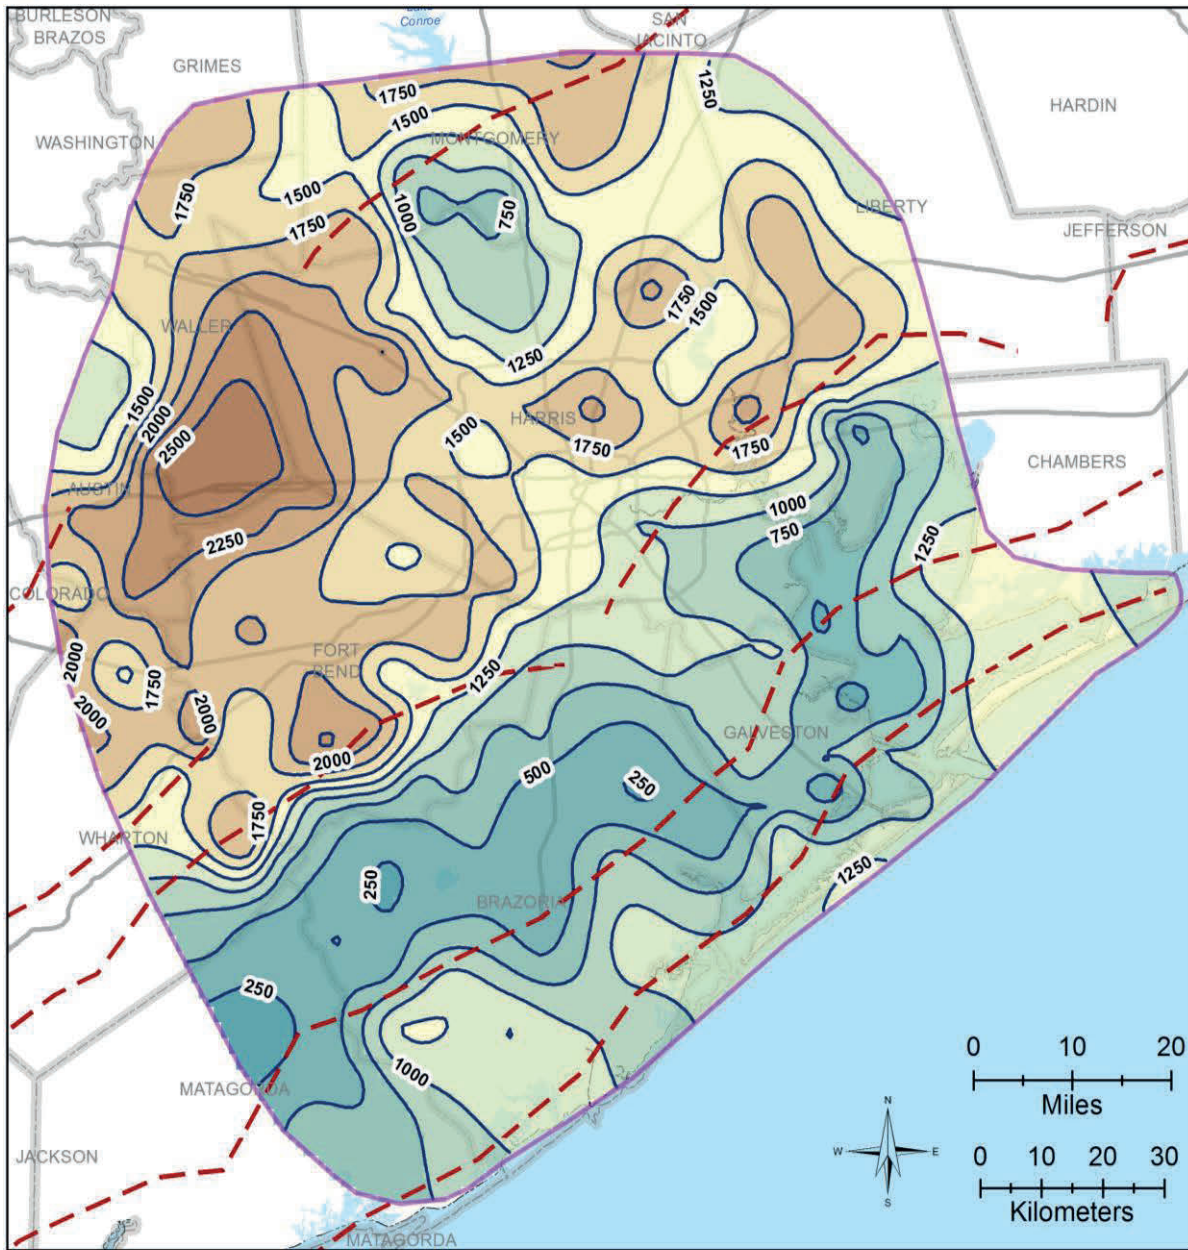 BURLESON
BRAZOS
Lake
Conroe
SAN
JACINTO
GRIMES
1250
HARDIN
1750
1500
WASHINGTON
MONTGOMERY
1750
1500
1000
750
LIBERTY
1750
JEFFERSON
1750
1500
WALLER
1250
1500
2000
2500
HARRIS
1500
1750
1750
CHAMBERS
AUSTIN
1000
750
2250
1250
COLORADO
2000
1750
FORT
BEND
1250
2000
2000
GALVESTON
2000
500
250
1750
WHARTON
1250
250
BRAZORIA
250
0 10 20
Miles
1000
MATAGORDA
N
W E
S
JACKSON
0 10 20 30
Kilometers
MATAGORDA